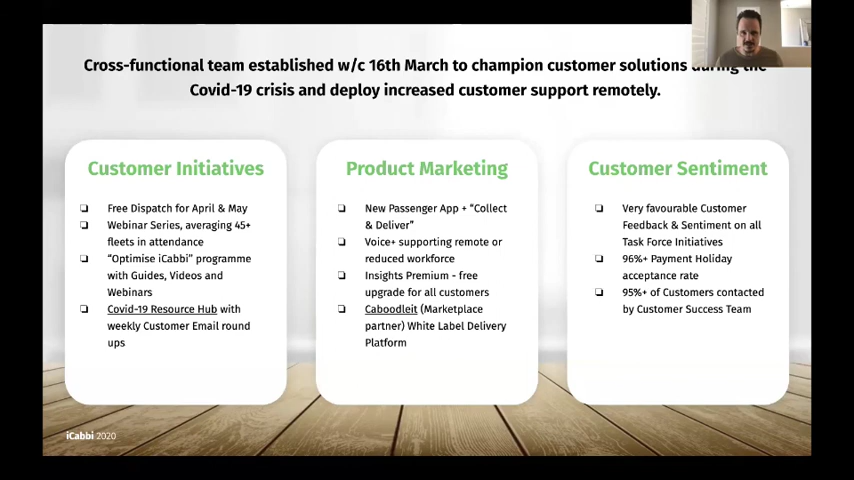 Cross-functional team established w/c 16th March to champion customer solutions during the
Covid-19 crisis and deploy increased customer support remotely.
Customer Initiatives
❏ Free Dispatch for April & May
❏ Webinar Series, averaging 45+
fleets in attendance
❏ “Optimise iCabbi” programme
with Guides, Videos and
Webinars
❏ Covid-19 Resource Hub with
weekly Customer Email round
ups
Product Marketing
❏ New Passenger App + “Collect
& Deliver”
❏ Voice+ supporting remote or
reduced workforce
❏ Insights Premium - free
upgrade for all customers
❏ Caboodleit (Marketplace
partner) White Label Delivery
Platform
Customer Sentiment
❏ Very favourable Customer
Feedback & Sentiment on all
Task Force Initiatives
❏ 96%+ Payment Holiday
acceptance rate
❏ 95%+ of Customers contacted
by Customer Success Team
iCabbi 2020